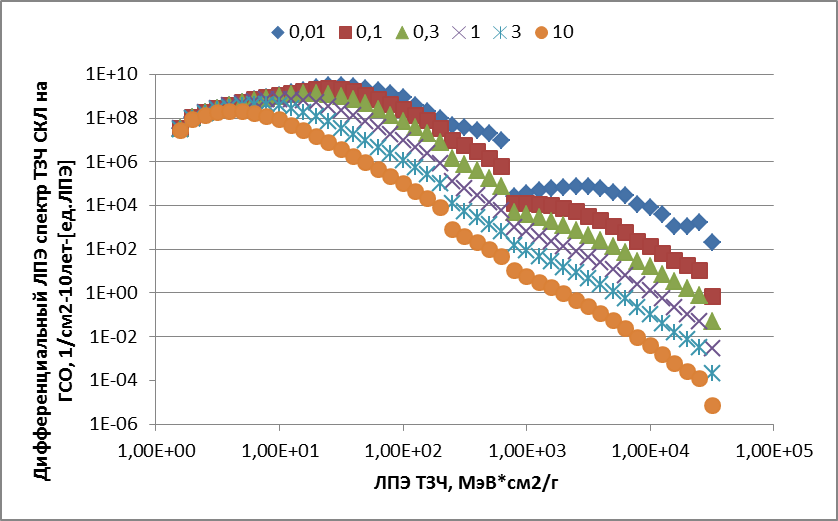 0,01 0,1 0,3 1 3 10
Дифференциальный ЛПЭ спектр ТЗЧ СКЛ на
ГСО, 1/см2-10лет-[ед.ЛПЭ]
1E+10
1E+08
1E+06
1E+04
1E+02
1E+00
1E-02
1E-04
1E-06
1,00E+00 1,00E+01 1,00E+02 1,00E+03 1,00E+04 1,00E+05
ЛПЭ ТЗЧ, МэВ*см2/г